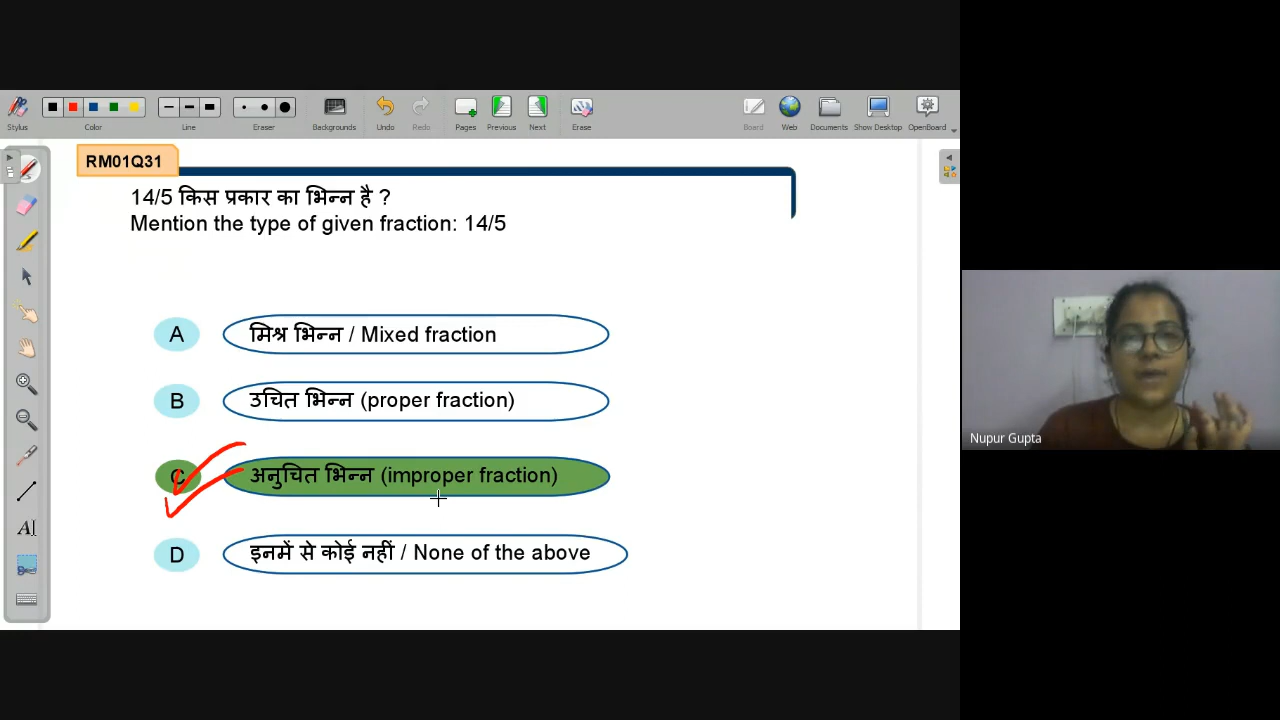 Stylus
Color
Line
Eraser
Backgrounds
Undo
Redo
Pages
Previous
Next
Erase
Board
Web
Documents
Show Desktop
OpenBoard
RM01Q31
14/5 किस प्रकार का भिन्न है ?
Mention the type of given fraction: 14/5
A मिश्र भिन्न / Mixed fraction
B उचित भिन्न (proper fraction)
C अनुचित भिन्न (improper fraction)
D इनमें से कोई नहीं / None of the above
AI
Nupur Gupta